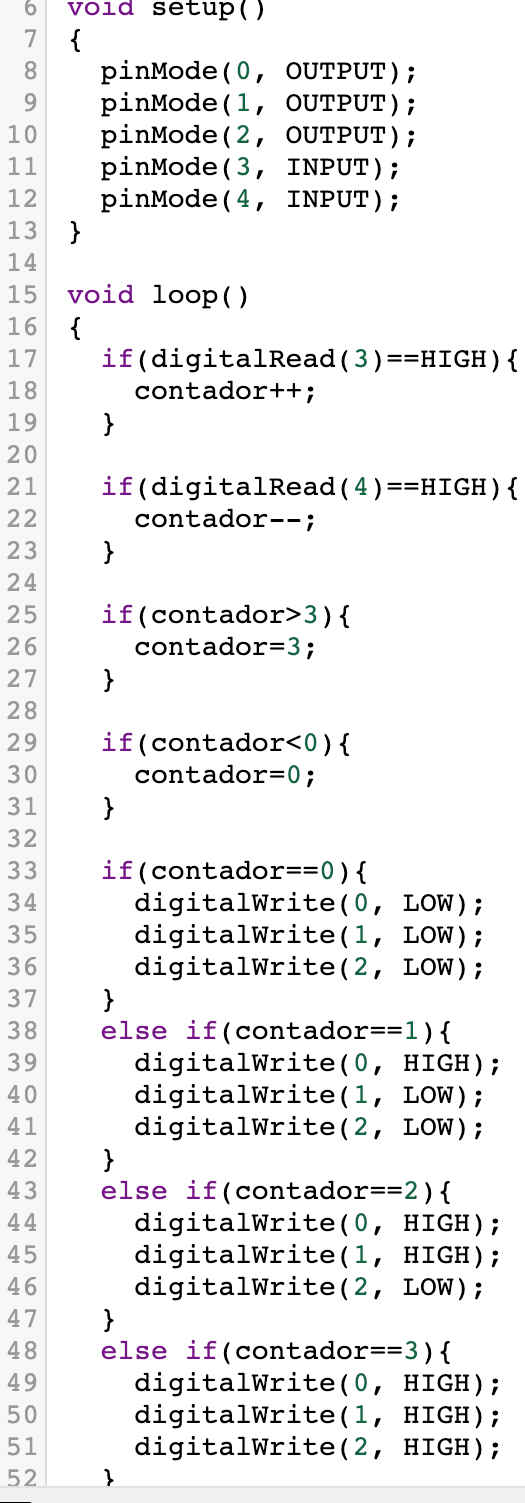 6 void setup()
7 {
8 pinMode(0, OUTPUT);
9 pinMode(1, OUTPUT);
10 pinMode(2, OUTPUT);
11 pinMode(3, INPUT);
12 pinMode(4, INPUT);
13 }
14
15 void loop()
16 {
17 if(digitalRead(3)==HIGH){
18 contador++;
19 }
20
21 if(digitalRead(4)==HIGH){
22 contador--;
23 }
24
25 if(contador>3){
26 contador=3;
27 }
28
29 if(contador<0){
30 contador=0;
31 }
32
33 if(contador==0){
34 digitalWrite(0, LOW);
35 digitalWrite(1, LOW);
36 digitalWrite(2, LOW);
37 }
38 else if(contador==1){
39 digitalWrite(0, HIGH);
40 digitalWrite(1, LOW);
41 digitalWrite(2, LOW);
42 }
43 else if(contador==2){
44 digitalWrite(0, HIGH);
45 digitalWrite(1, HIGH);
46 digitalWrite(2, LOW);
47 }
48 else if(contador==3){
49 digitalWrite(0, HIGH);
50 digitalWrite(1, HIGH);
51 digitalWrite(2, HIGH);
52 }